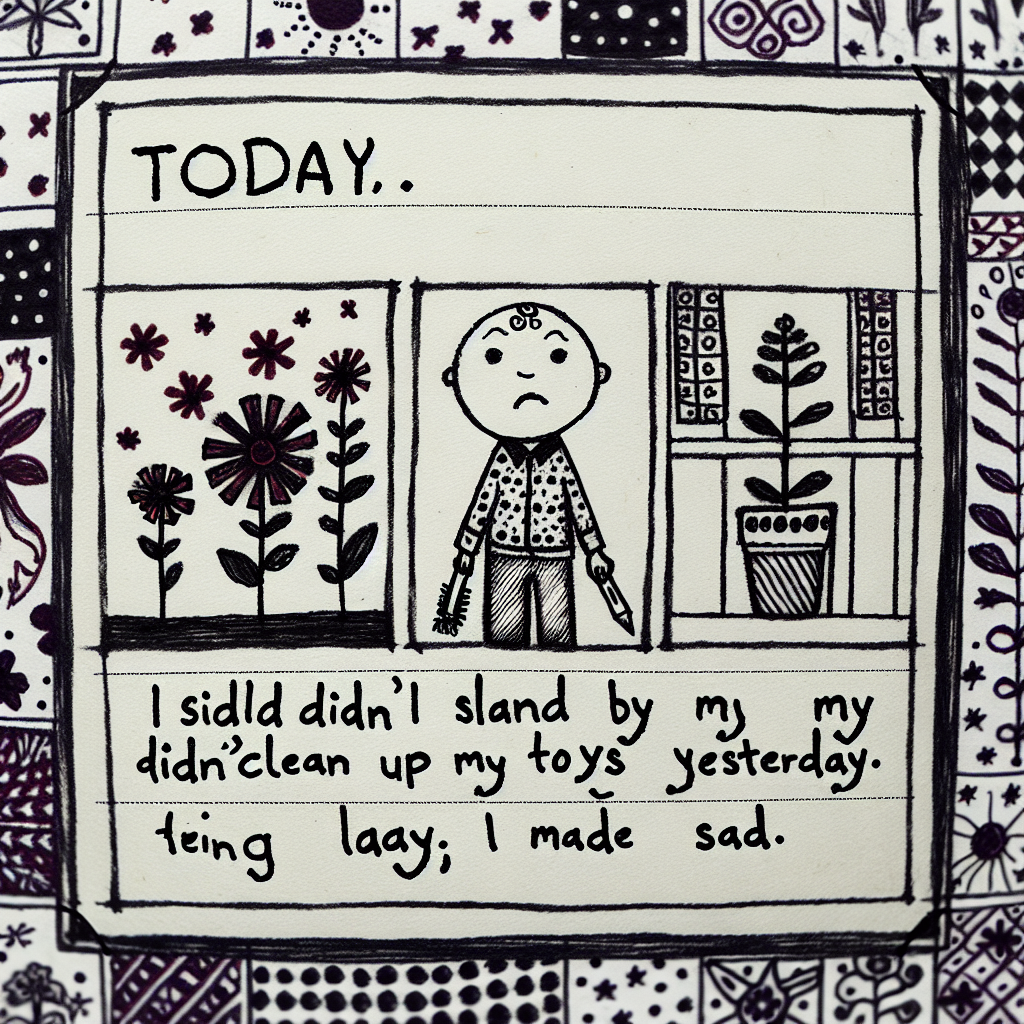 TODAY..
I sidld didn'l sland by my my
didn'clean up my toys yesterday.
teing laay; I made sad.